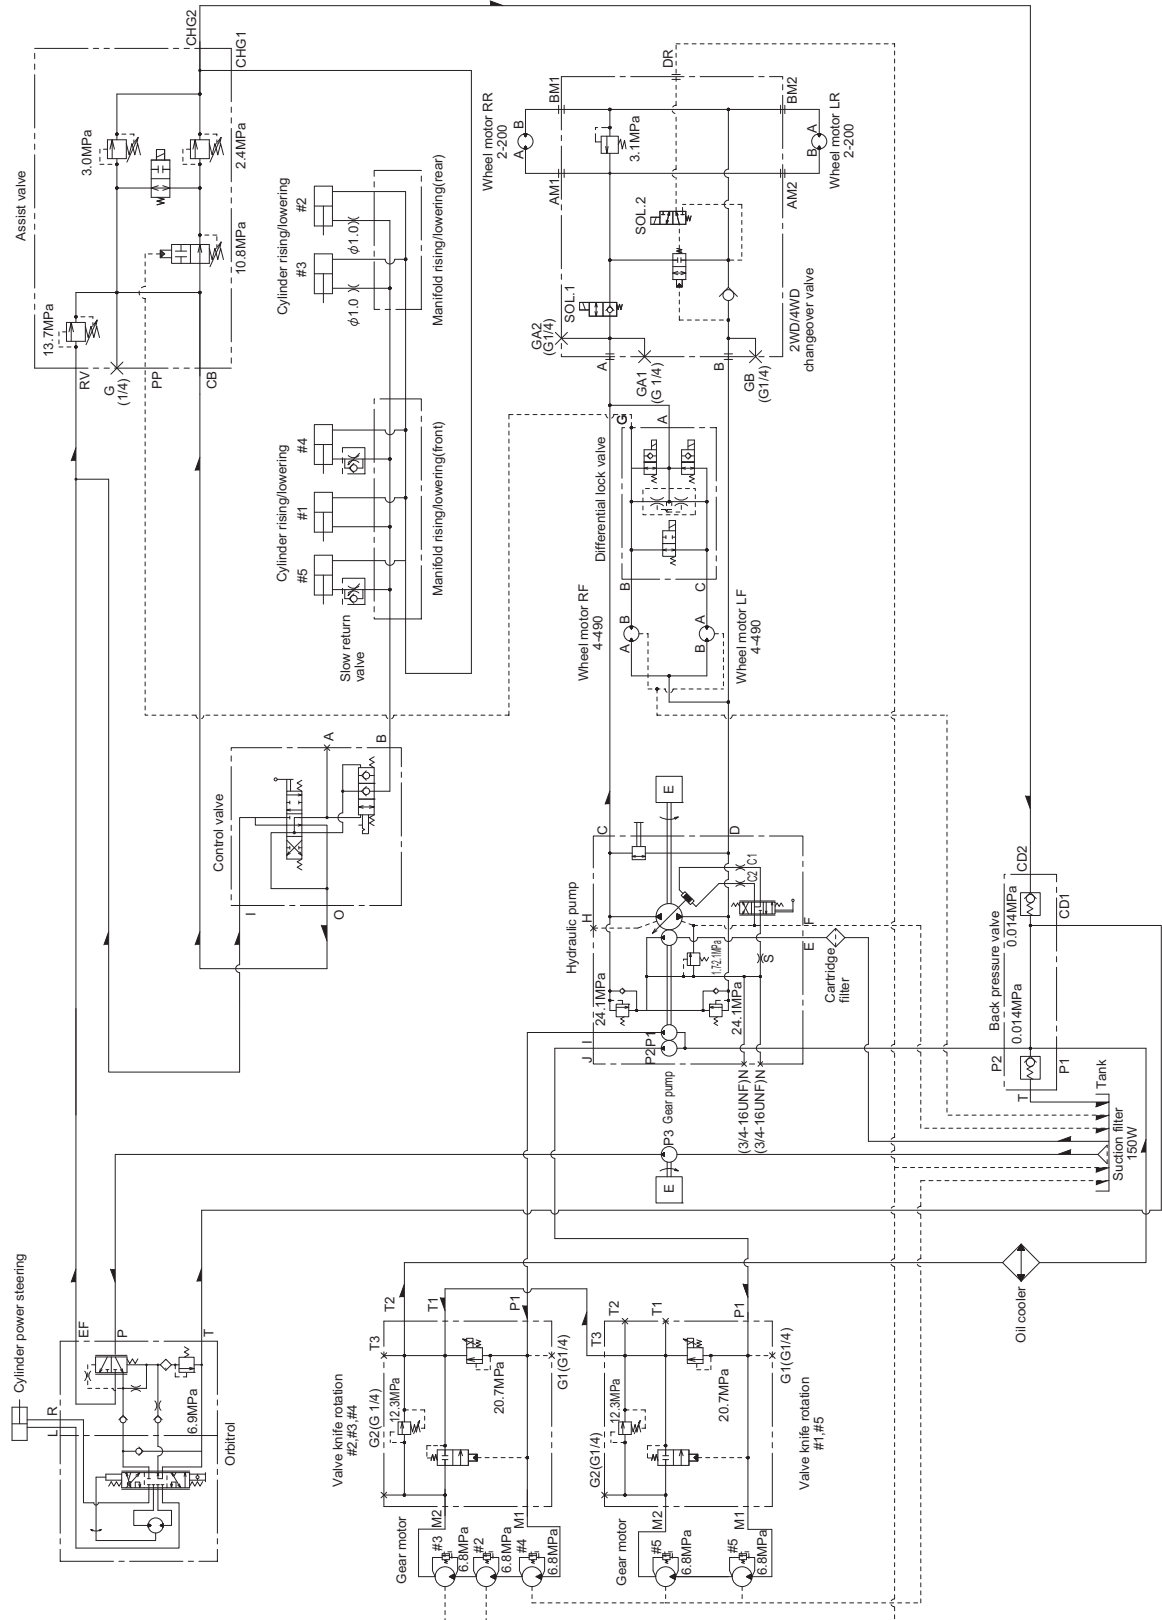 CHG2
CHG1
Assist valve
3.0MPa
2.4MPa
10.8MPa
13.7MPa
RV
G
(1/4)
PP
CB
Cylinder rising/lowering
#2
#3
ϕ1.0
ϕ1.0
Manifold rising/lowering(rear)
Cylinder rising/lowering
#4
#1
#5
Manifold rising/lowering(front)
Slow return
valve
Wheel motor RR
2-200
A
B
BM1
DR
BM2
AM1
AM2
3.1MPa
B
A
Wheel motor LR
2-200
SOL.2
SOL.1
GA2
(G1/4)
A
GA1
(G 1/4)
B
GB
(G1/4)
2WD/4WD
changeover valve
G
A
Differential lock valve
B
C
Wheel motor RF
4-490
A
B
B
A
Wheel motor LF
4-490
Control valve
A
B
I
O
E
C
D
Hydraulic pump
H
C1
C2
F
E
S
1.7-2.1MPa
24.1MPa
24.1MPa
Cartridge
filter
J
I
P2
P1
(3/4-16UNF)N
(3/4-16UNF)N
P3
Gear pump
E
Back pressure valve
CD2
0.014MPa
CD1
0.014MPa
P2
P1
T
Tank
Suction filter
150W
Oil cooler
Cylinder power steering
EF
P
T
L
R
6.9MPa
Orbitrol
T3
T2
T1
P1
G2(G 1/4)
12.3MPa
20.7MPa
G1(G1/4)
Valve knife rotation
#2,#3,#4
M2
M1
Gear motor
#3
6.8MPa
#2
6.8MPa
#4
6.8MPa
T3
T2
T1
P1
G2(G1/4)
12.3MPa
20.7MPa
G1(G1/4)
Valve knife rotation
#1,#5
M2
M1
Gear motor
#5
6.8MPa
#5
6.8MPa